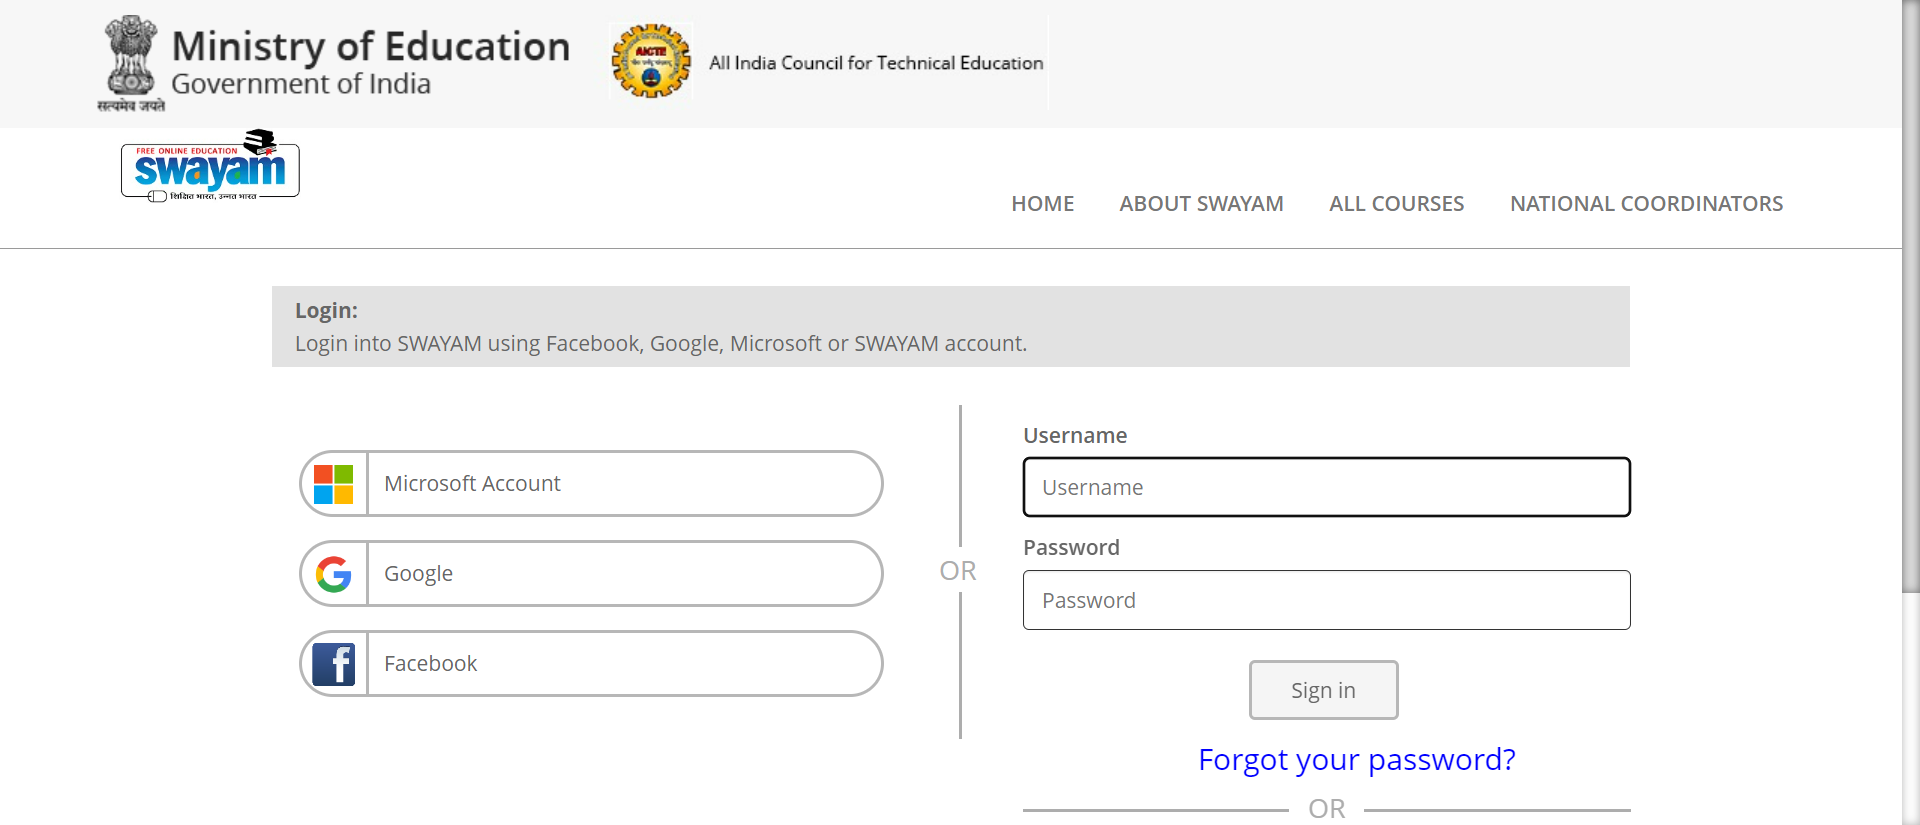 Ministry of Education
Government of India
सत्यमेव जयते
AICTE
All India Council for Technical Education
FREE ONLINE EDUCATION
swayam
शिक्षित भारत, उन्नत भारत
HOME
ABOUT SWAYAM
ALL COURSES
NATIONAL COORDINATORS
Login:
Login into SWAYAM using Facebook, Google, Microsoft or SWAYAM account.
Microsoft Account
Google
Facebook
OR
Username
Username
Password
Password
Sign in
Forgot your password?
OR